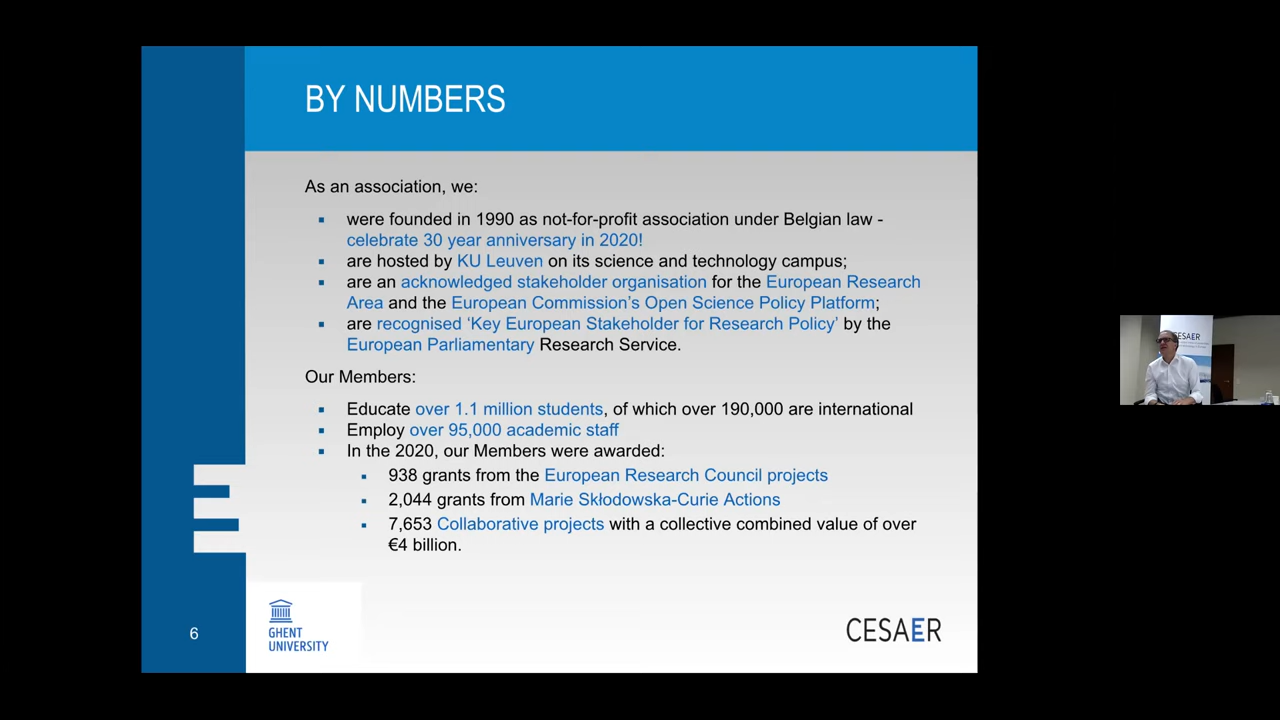 BY NUMBERS
As an association, we:
▪ were founded in 1990 as not-for-profit association under Belgian law -
celebrate 30 year anniversary in 2020!
▪ are hosted by KU Leuven on its science and technology campus;
▪ are an acknowledged stakeholder organisation for the European Research
Area and the European Commission's Open Science Policy Platform;
▪ are recognised ‘Key European Stakeholder for Research Policy’ by the
European Parliamentary Research Service.
Our Members:
▪ Educate over 1.1 million students, of which over 190,000 are international
▪ Employ over 95,000 academic staff
▪ In the 2020, our Members were awarded:
▪ 938 grants from the European Research Council projects
▪ 2,044 grants from Marie Skłodowska-Curie Actions
▪ 7,653 Collaborative projects with a collective combined value of over
€4 billion.
6
GHENT
UNIVERSITY
CESAER
CESAER